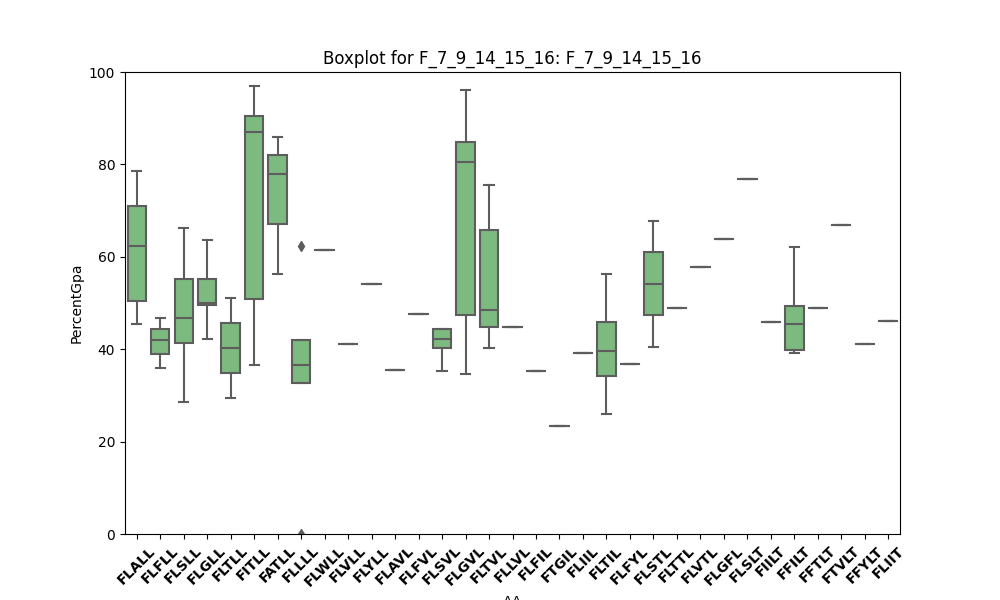 Boxplot for F_7_9_14_15_16: F_7_9_14_15_16
100
80
60
40
20
0
PercentGpa
FLALL FLFLL FLSLL FLGLL FLTLL FITLL FATLL FLLLL FLWLL FLVLL FLYLL FLAVL FLFVL FLSVL FLGVL FLTVL FLLVL FLFIL FTGIL FLIIL FLTIL FLFYL FLSTL FLTTL FLVTL FLGFL FLSLT FIILT FFILT FFTLT FTVLT FFYLT FLIIT
AA